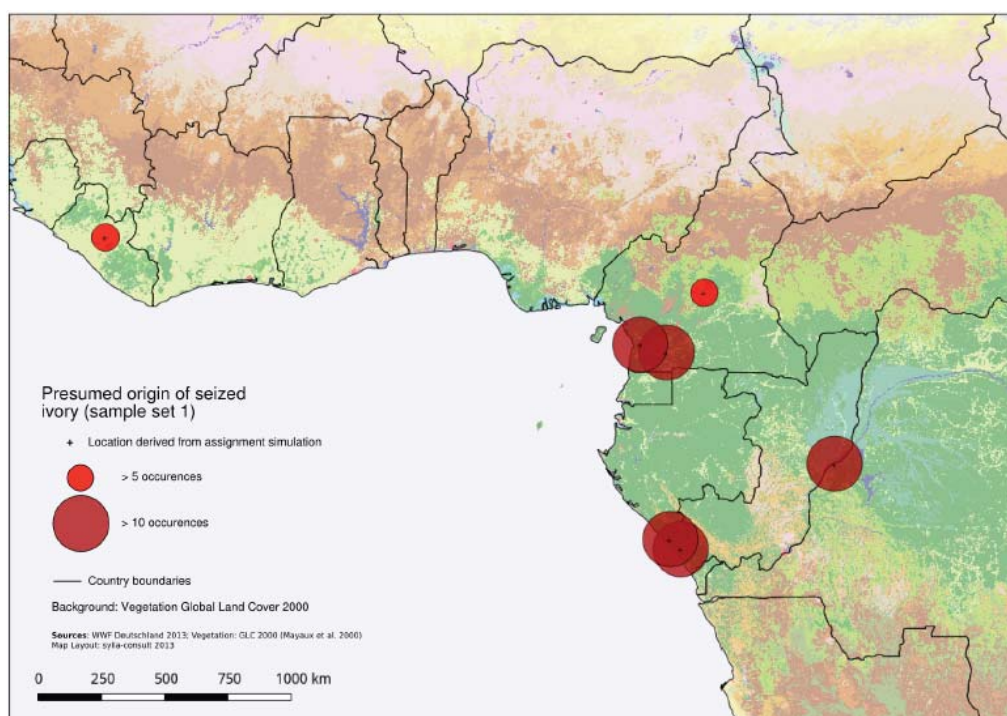 Presumed origin of seized
ivory (sample set 1)
+ Location derived from assignment simulation
> 5 occurences
> 10 occurences
Country boundaries
Background: Vegetation Global Land Cover 2000
Sources: WWF Deutschland 2013; Vegetation: GLC 2000 (Mayaux et al. 2000)
Map Layout: sylla-consult 2013
0 250 500 750 1000 km